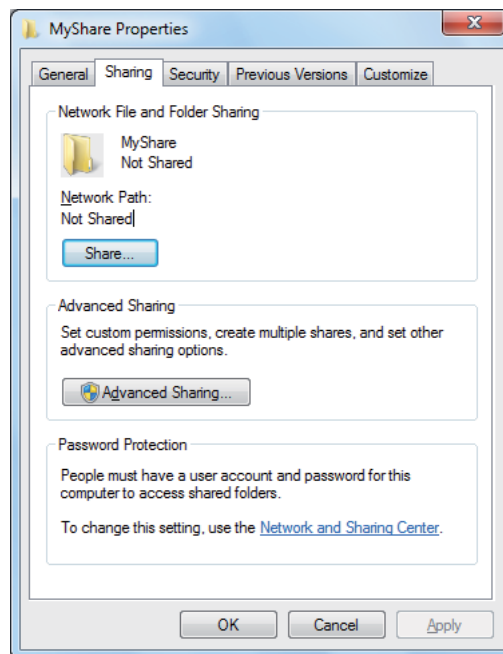 MyShare Properties
General Sharing Security Previous Versions Customize
Network File and Folder Sharing
MyShare
Not Shared
Network Path:
Not Shared
Share...
Advanced Sharing
Set custom permissions, create multiple shares, and set other
advanced sharing options.
Advanced Sharing...
Password Protection
People must have a user account and password for this
computer to access shared folders.
To change this setting, use the Network and Sharing Center.
OK Cancel Apply